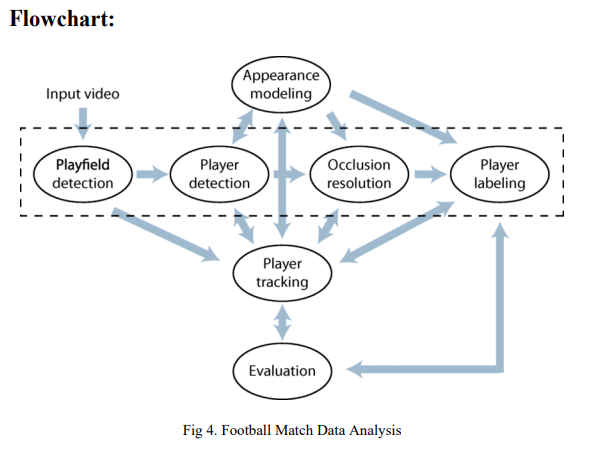 Flowchart:
Appearance
modeling
Input video
Playfield
detection
Player
detection
Occlusion
resolution
Player
labeling
Player
tracking
Evaluation
Fig 4. Football Match Data Analysis